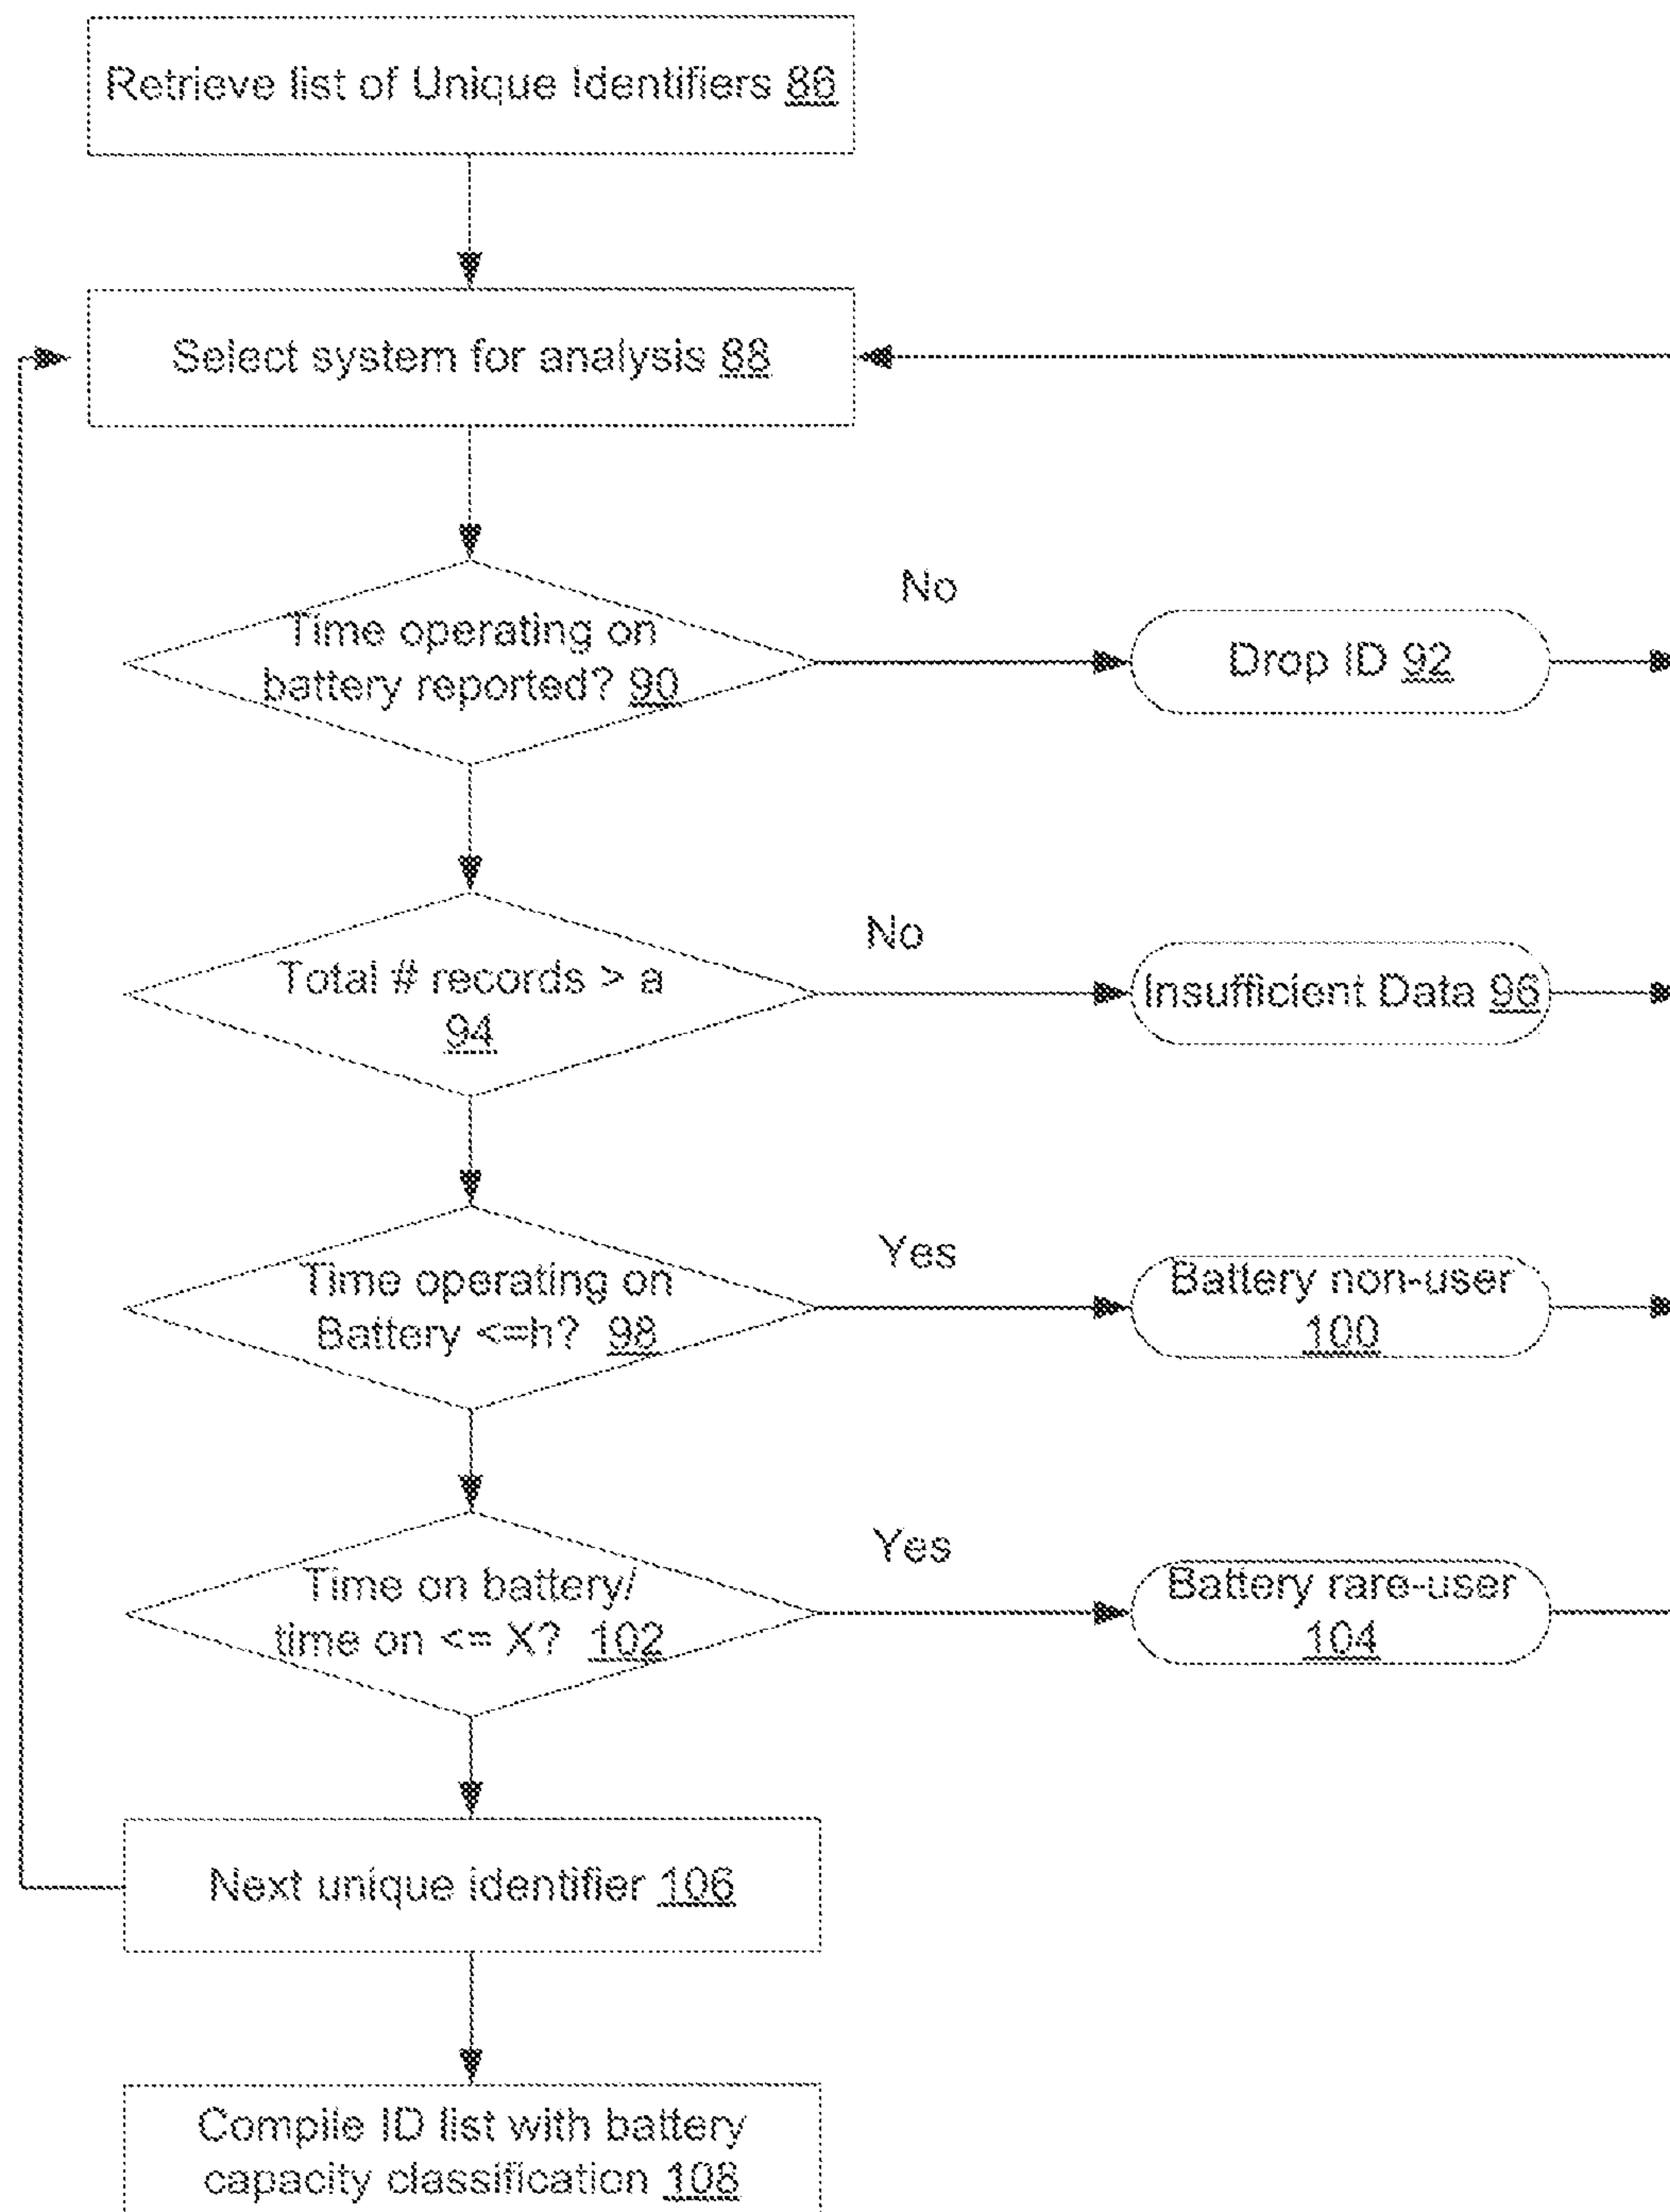 Retrieve list of Unique Identifiers 86
Select system for analysis 88
No
Time operating on
battery reported? 90
Drop ID 92
No
Total # records > a
94
Insufficient Data 96
Yes
Time operating on
Battery <=h? 98
Battery non-user
100
Yes
Time on battery/
time on <= X? 102
Battery rare-user
104
Next unique identifier 106
Compile ID list with battery
capacity classification 108